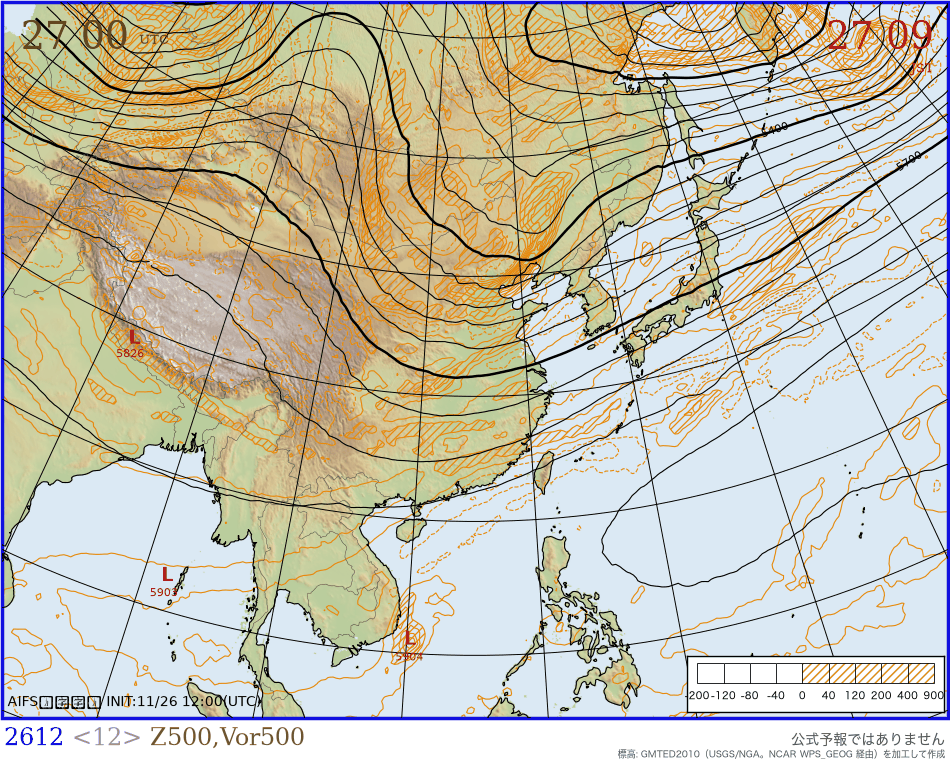 27 00 UTC
27 09
JST
5400
5700
L
5826
L
L
AIFS INIT:11/26 12:00(UTC)
-200 -120 -80 -40 0 40 120 200 400 900
2612 <12> Z500,Vor500
公式予報ではありません
標高: GMTED2010（USGS/NGA。NCAR WPS_GEOG 経由）を加工して作成